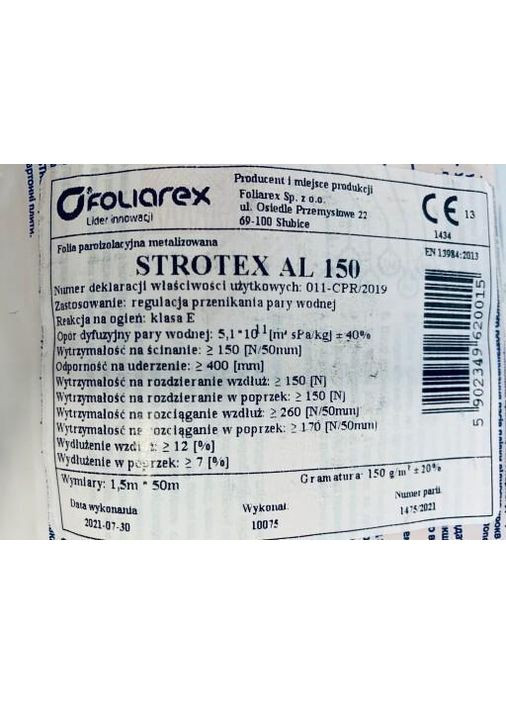 FOLIAREX
Lider innowacji
Producent i miejsce produkcji
Foliarex Sp. z o.o.
ul. Osiedle Przemysłowe 22
69-100 Słubice
CE 13
1434
EN 13984:2013
Folia paroizolacyjna metalizowana
STROTEX AL 150
Numer deklaracji właściwości użytkowych: 011-CPR/2019
Zastosowanie: regulacja przenikania pary wodnej
Reakcja na ogień: klasa E
Opór dyfuzyjny pary wodnej: 5,1*10^11 [m² sPa/kg] ± 40%
Wytrzymałość na ścinanie: ≥ 150 [N/50mm]
Odporność na uderzenie: ≥ 400 [mm]
Wytrzymałość na rozdzieranie wzdłuż: ≥ 150 [N]
Wytrzymałość na rozdzieranie w poprzek: ≥ 150 [N]
Wytrzymałość na rozciąganie wzdłuż: ≥ 260 [N/50mm]
Wytrzymałość na rozciąganie w poprzek: ≥ 170 [N/50mm]
Wydłużenie wzdłuż: ≥ 12 [%]
Wydłużenie w poprzek: ≥ 7 [%]
5902349620015
Wymiary: 1,5m * 50m
Gramatura: 150 g/m² ± 20%
Data wykonania
2021-07-30
Wykonał:
10075
Numer partii
1475/2021